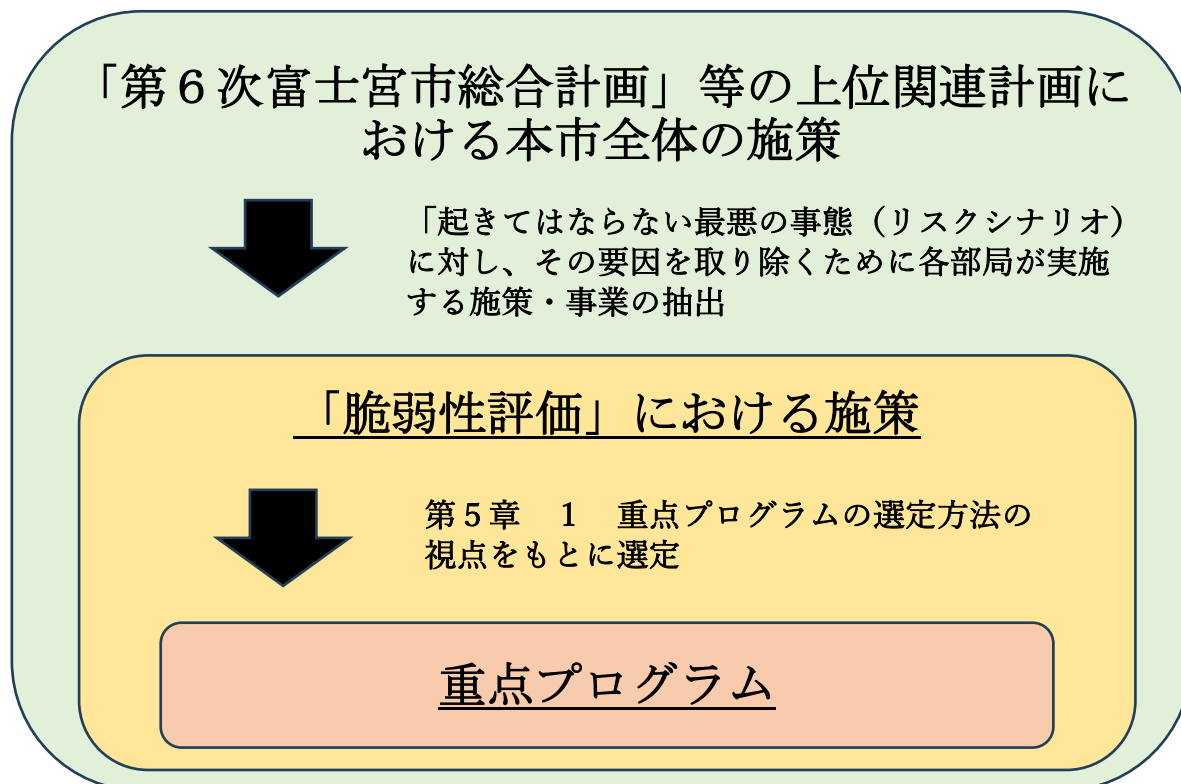 「第６次富士宮市総合計画」等の上位関連計画に
おける本市全体の施策
「起きてはならない最悪の事態（リスクシナリオ）
に対し、その要因を取り除くために各部局が実施
する施策・事業の抽出
「脆弱性評価」における施策
第５章　１　重点プログラムの選定方法の
視点をもとに選定
重点プログラム